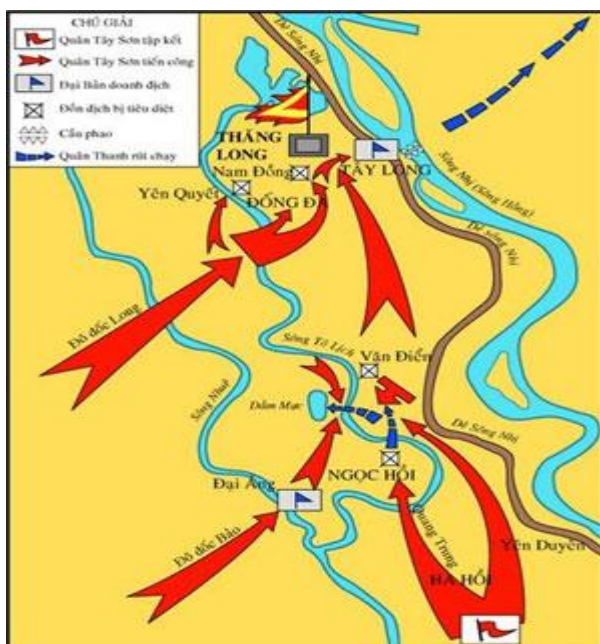 CHÚ GIẢI
Quân Tây Sơn tập kết
Quân Tây Sơn tiến công
Đại Bản doanh địch
Đồn địch bị tiêu diệt
Cầu phao
Quân Thanh rút chạy
Đê Sông Nhị
THĂNG
LONG
Nam Đồng
TÂY LONG
Yên Quyết
ĐỐNG ĐA
Sông Nhị (Sông Hồng)
Đê sông Nhị
Đô đốc Long
Sông Tô Lịch
Văn Điển
Sông Nhuệ
Đầm Mực
Đê Sông Nhị
NGỌC HỒI
Đại Áng
Đô đốc Bảo
Quang Trung
Yên Duyên
HÀ HỒI